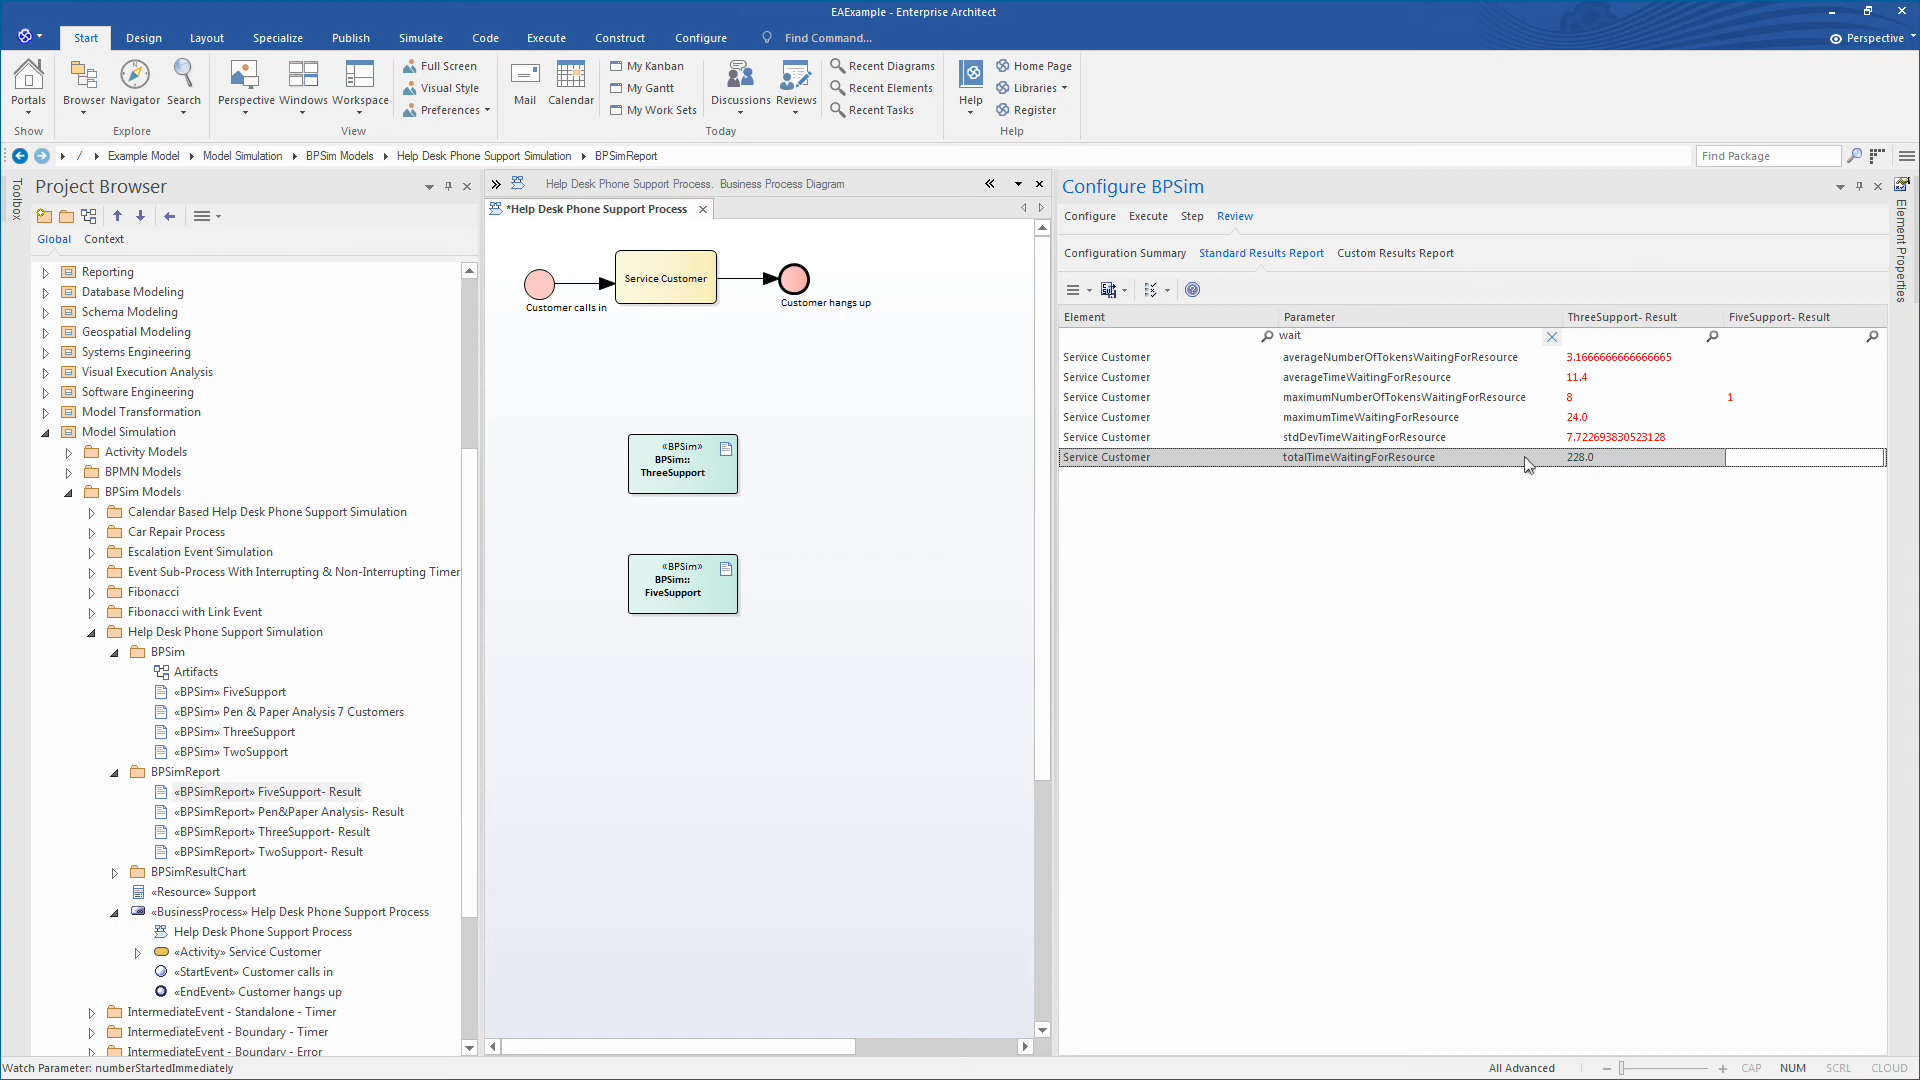 EAExample - Enterprise Architect
Start Design Layout Specialize Publish Simulate Code Execute Construct Configure Find Command... Perspective
Portals Browser Navigator Search Perspective Windows Workspace Full Screen Visual Style Preferences Mail Calendar My Kanban My Gantt My Work Sets Discussions Reviews Recent Diagrams Recent Elements Recent Tasks Help Home Page Libraries Register
Show Explore View Today Help
/ Example Model Model Simulation BPSim Models Help Desk Phone Support Simulation BPSimReport Find Package
Toolbox
Project Browser
Global Context
Reporting
Database Modeling
Schema Modeling
Geospatial Modeling
Systems Engineering
Visual Execution Analysis
Software Engineering
Model Transformation
Model Simulation
Activity Models
BPMN Models
BPSim Models
Calendar Based Help Desk Phone Support Simulation
Car Repair Process
Escalation Event Simulation
Event Sub-Process With Interrupting & Non-Interrupting Timer
Fibonacci
Fibonacci with Link Event
Help Desk Phone Support Simulation
BPSim
Artifacts
«BPSim» FiveSupport
«BPSim» Pen & Paper Analysis 7 Customers
«BPSim» ThreeSupport
«BPSim» TwoSupport
BPSimReport
«BPSimReport» FiveSupport- Result
«BPSimReport» Pen&Paper Analysis- Result
«BPSimReport» ThreeSupport- Result
«BPSimReport» TwoSupport- Result
BPSimResultChart
«Resource» Support
«BusinessProcess» Help Desk Phone Support Process
Help Desk Phone Support Process
«Activity» Service Customer
«StartEvent» Customer calls in
«EndEvent» Customer hangs up
IntermediateEvent - Standalone - Timer
IntermediateEvent - Boundary - Timer
IntermediateEvent - Boundary - Error
Help Desk Phone Support Process. Business Process Diagram
*Help Desk Phone Support Process
Service Customer
Customer calls in
Customer hangs up
«BPSim»
BPSim::
ThreeSupport
«BPSim»
BPSim::
FiveSupport
Configure BPSim
Configure Execute Step Review
Configuration Summary Standard Results Report Custom Results Report
Element Parameter ThreeSupport- Result FiveSupport- Result
wait
Service Customer averageNumberOfTokensWaitingForResource 3.1666666666666665
Service Customer averageTimeWaitingForResource 11.4
Service Customer maximumNumberOfTokensWaitingForResource 8 1
Service Customer maximumTimeWaitingForResource 24.0
Service Customer stdDevTimeWaitingForResource 7.722693830523128
Service Customer totalTimeWaitingForResource 228.0
Element Properties
Watch Parameter: numberStartedImmediately All Advanced CAP NUM SCRL CLOUD